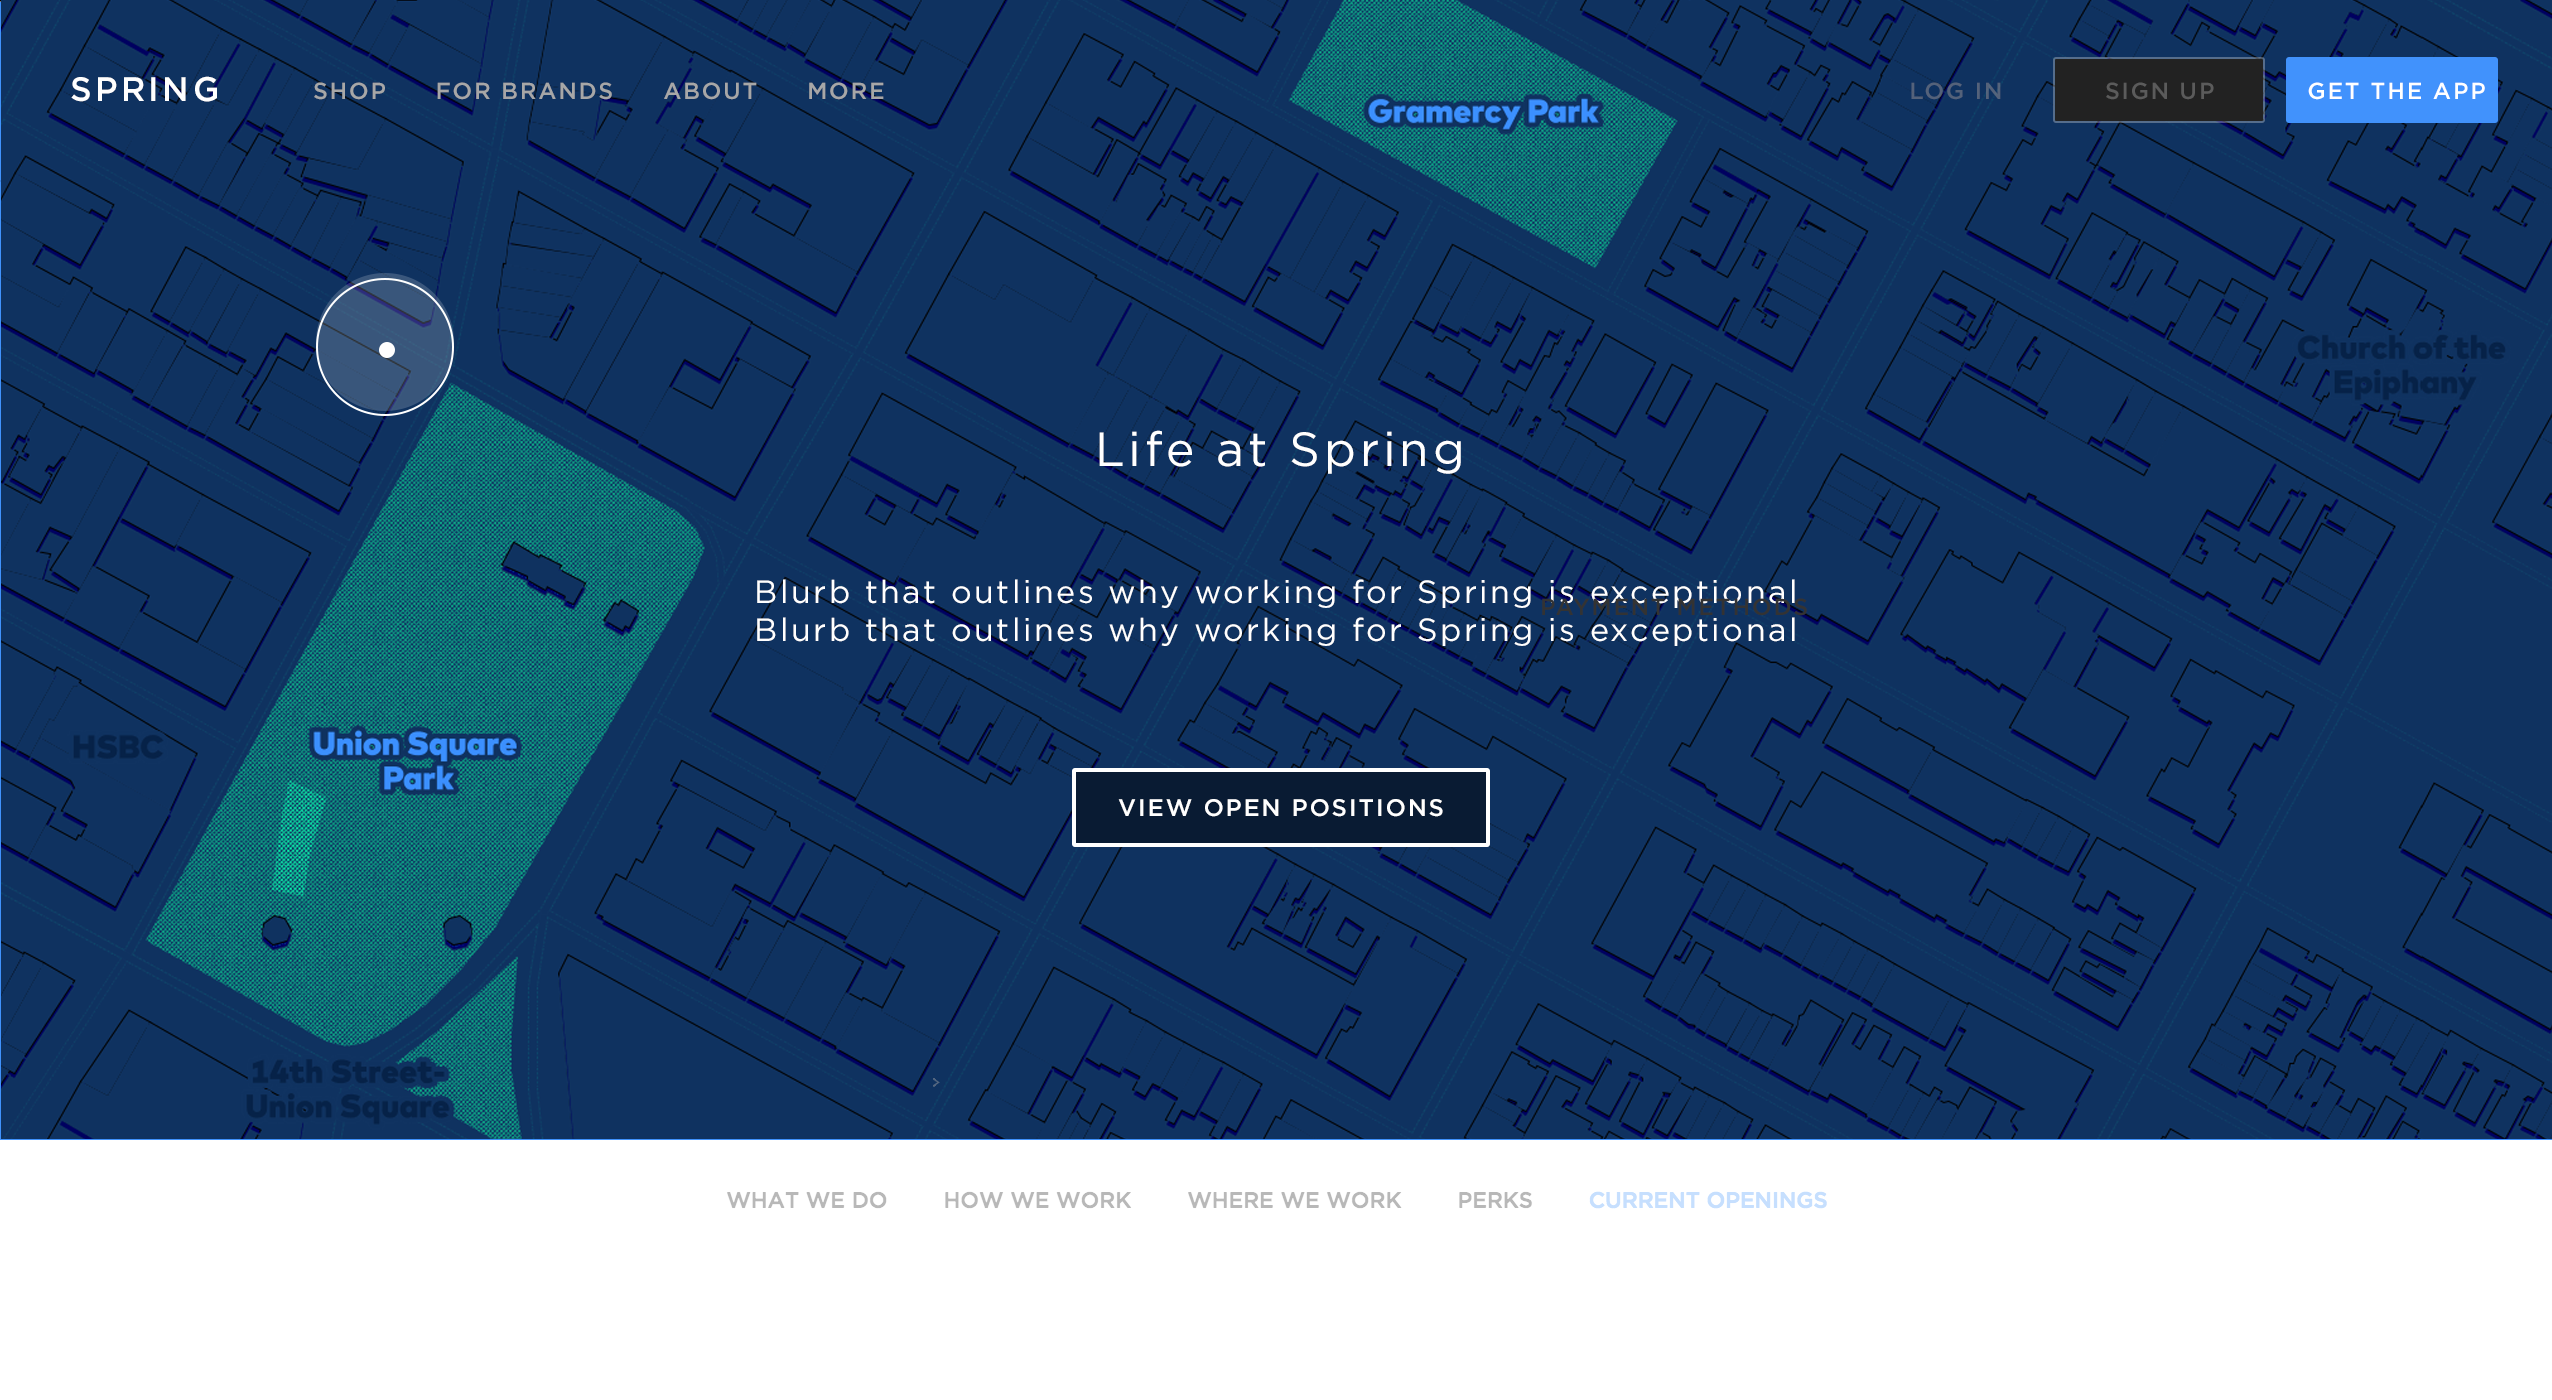 SPRING
SHOP
FOR BRANDS
ABOUT
MORE
LOG IN
SIGN UP
GET THE APP
Gramercy Park
Church of the
Epiphany
Life at Spring
Blurb that outlines why working for Spring is exceptional
PAYMENT METHODS
Blurb that outlines why working for Spring is exceptional
HSBC
Union Square
Park
VIEW OPEN POSITIONS
14th Street-
Union Square
>
WHAT WE DO
HOW WE WORK
WHERE WE WORK
PERKS
CURRENT OPENINGS